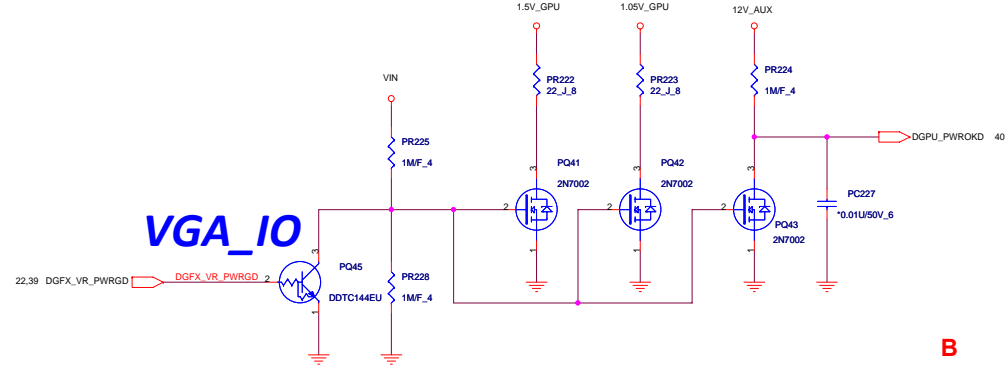 1.5V_GPU
1.05V_GPU
12V_AUX
VIN
PR222
22_J_8
PR223
22_J_8
PR224
1M/F_4
PR225
1M/F_4
DGPU_PWROKD 40
3
PQ41
2N7002
2
1
3
PQ42
2N7002
2
1
3
PQ43
2N7002
2
1
PC227
*0.01U/50V_6
VGA_IO
22,39 DGFX_VR_PWRGD
DGFX_VR_PWRGD
2
3
PQ45
DDTC144EU
1
PR228
1M/F_4
B